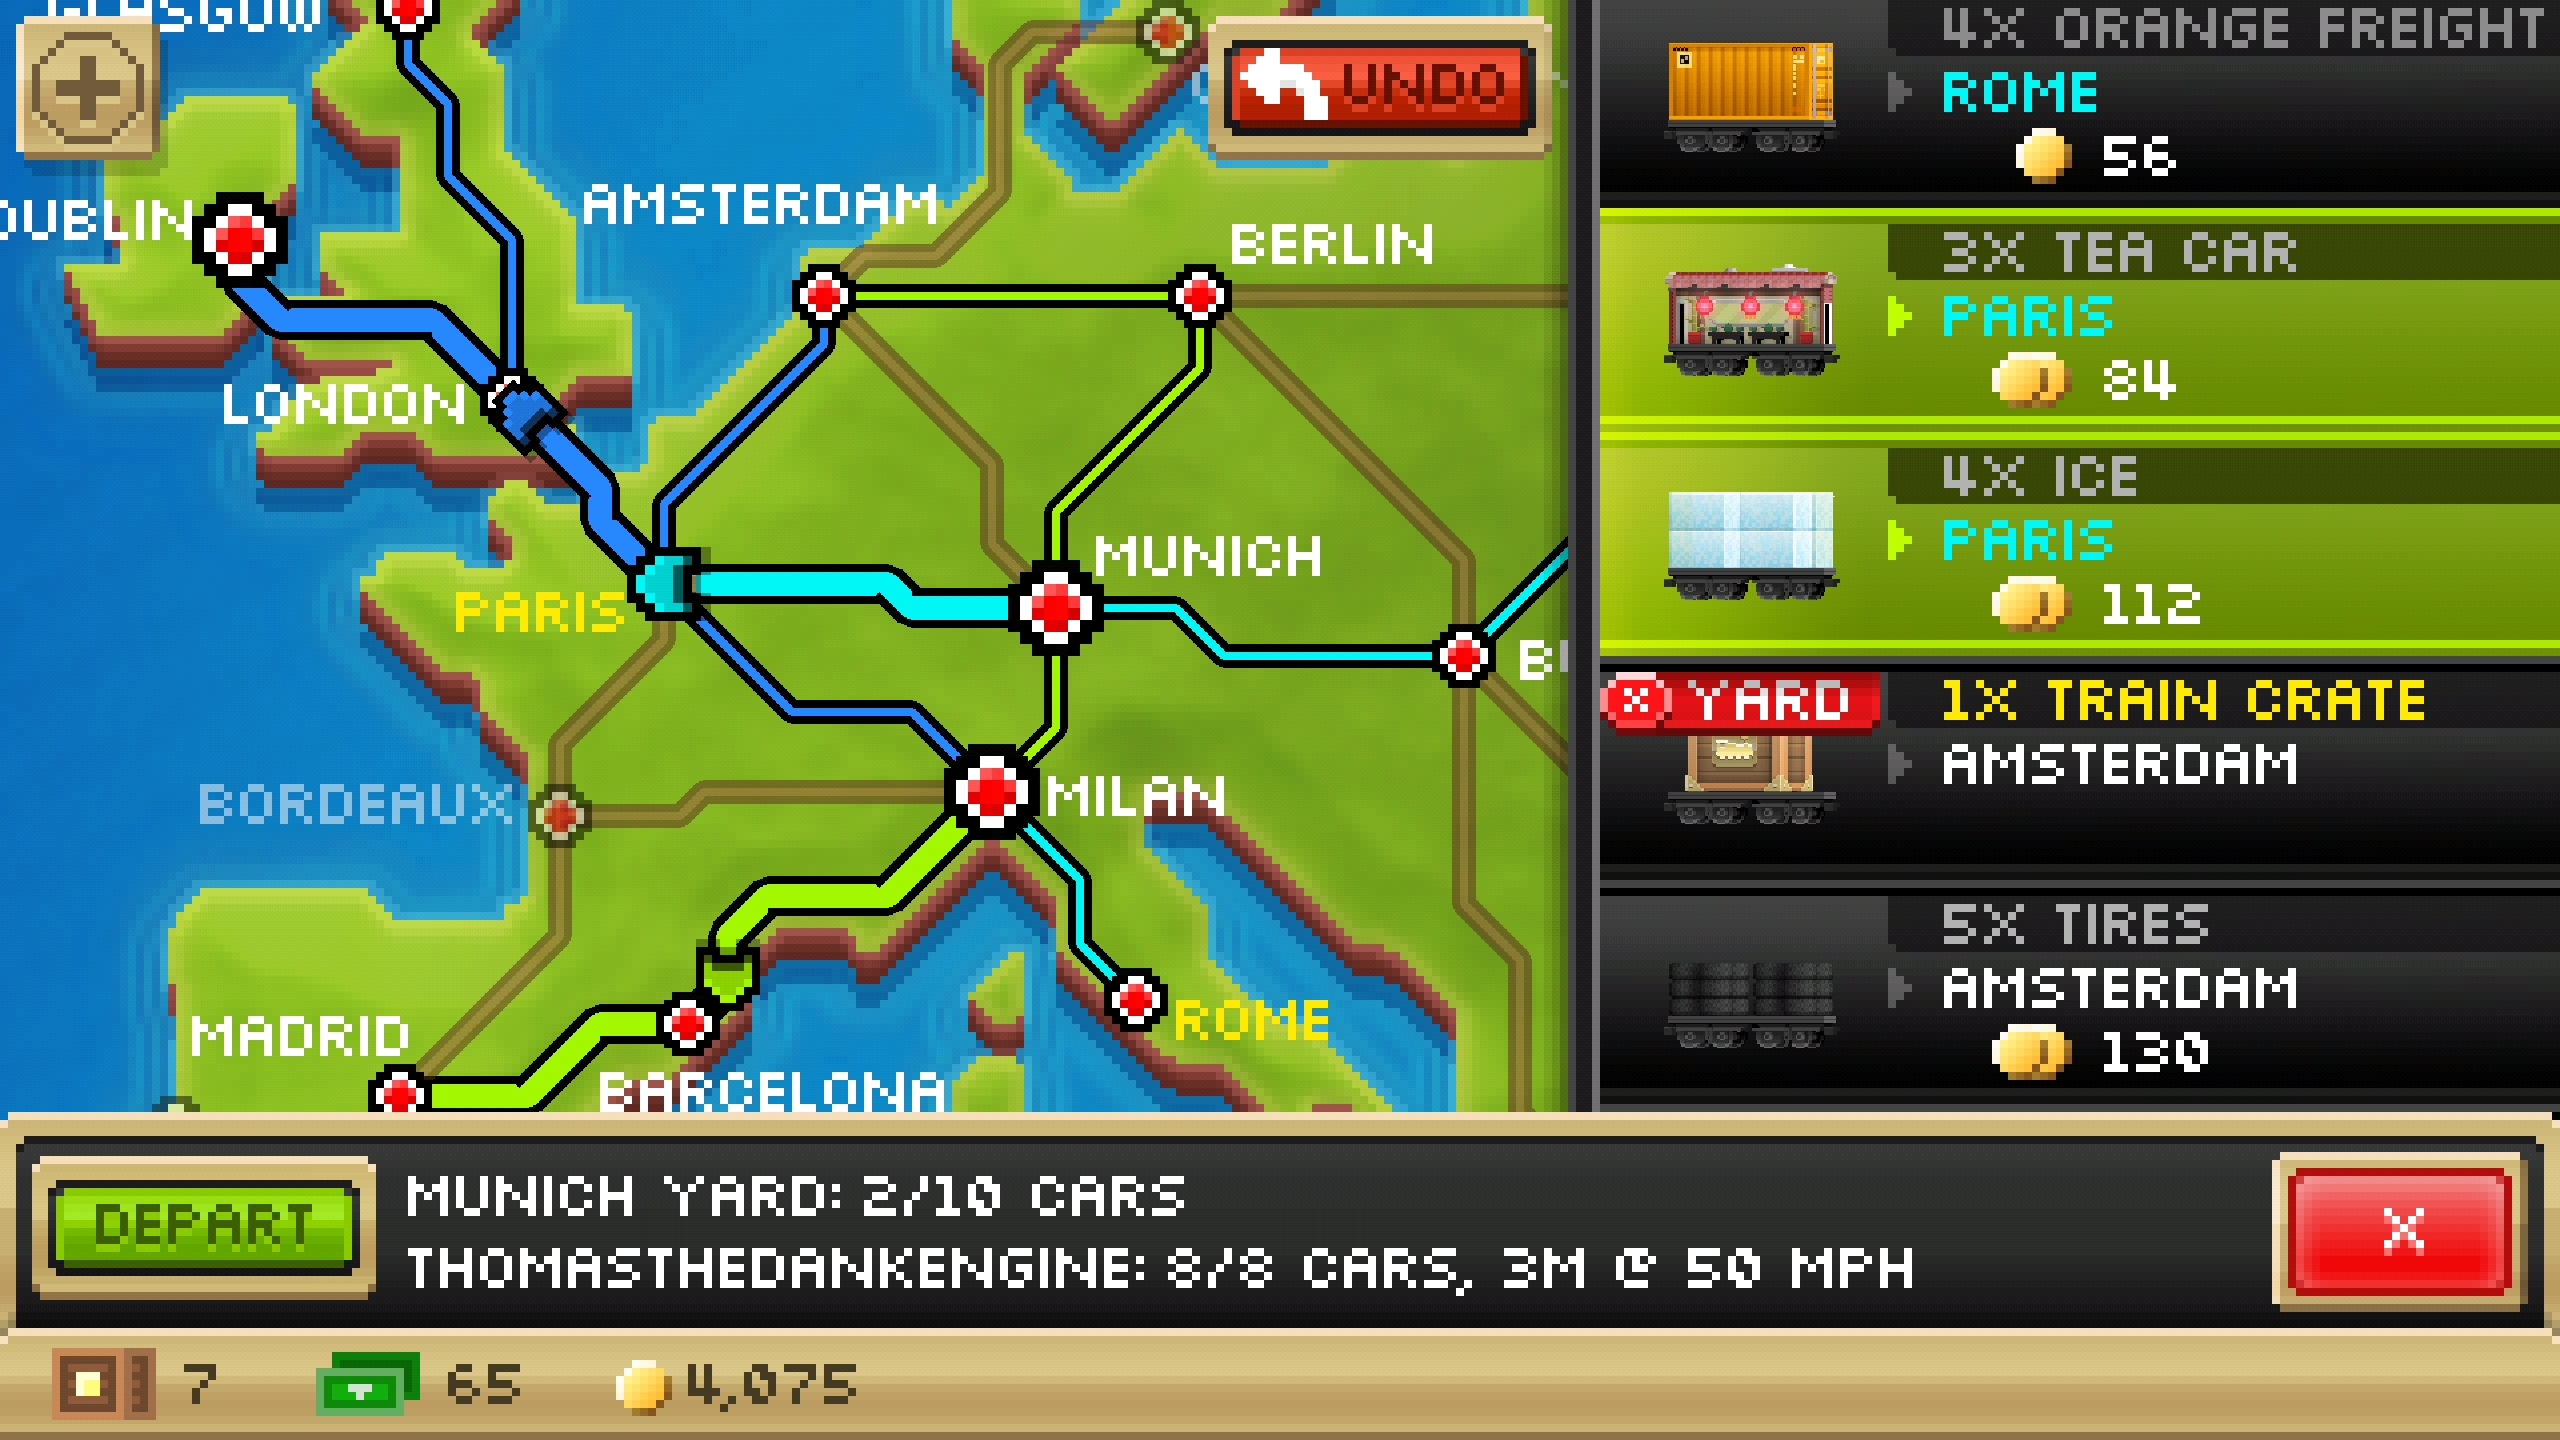 GLASGOW
UNDO
DUBLIN
AMSTERDAM
BERLIN
LONDON
MUNICH
PARIS
BORDEAUX
MILAN
MADRID
ROME
BARCELONA
4X ORANGE FREIGHT
ROME
56
3X TEA CAR
PARIS
84
4X ICE
PARIS
112
X YARD
1X TRAIN CRATE
AMSTERDAM
5X TIRES
AMSTERDAM
130
DEPART
MUNICH YARD: 2/10 CARS
THOMASTHEDANKENGINE: 8/8 CARS, 3M @ 50 MPH
X
7
65
4,075